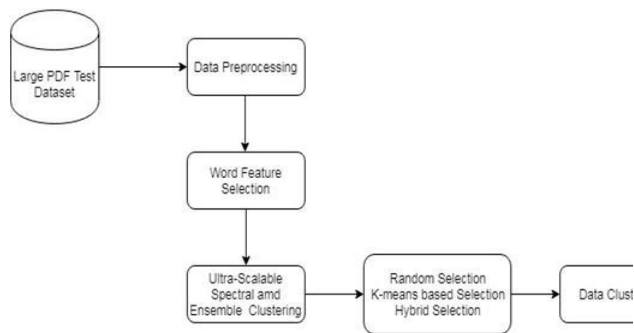 Large PDF Test
Dataset
Data Preprocessing
Word Feature
Selection
Ultra-Scalable
Spectral and
Ensemble Clustering
Random Selection
K-means based Selection
Hybrid Selection
Data Clust